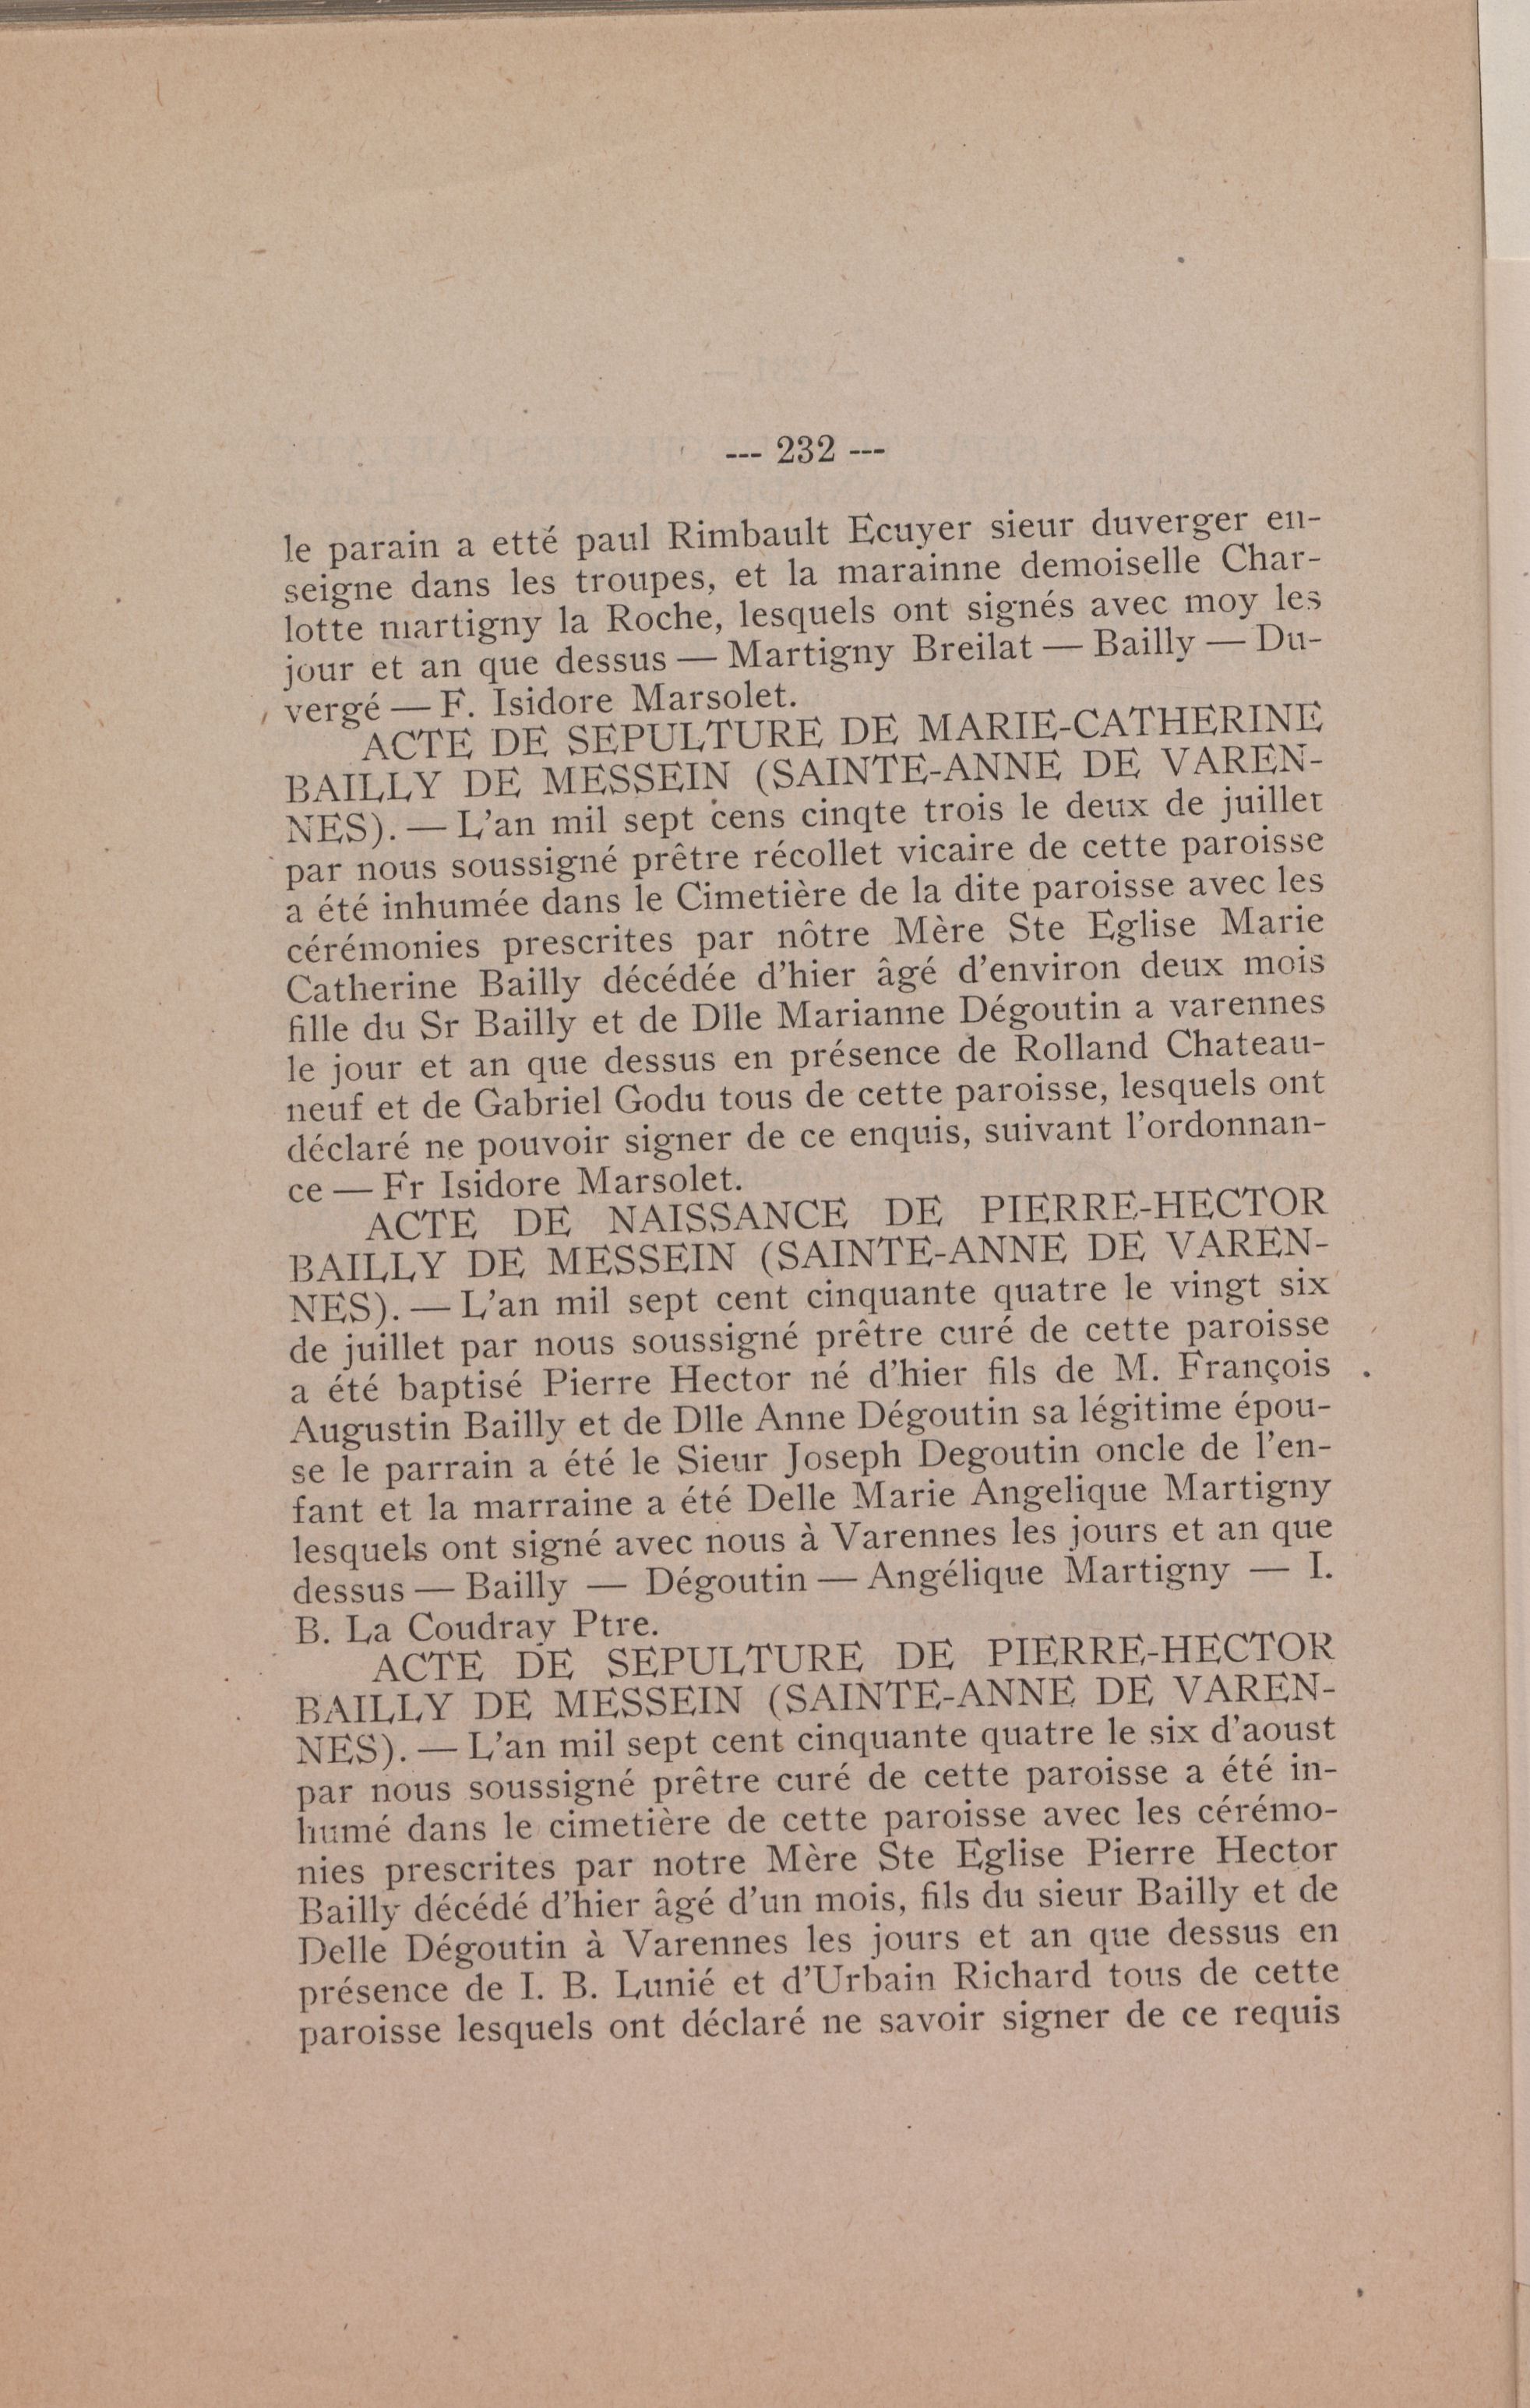 --- 232 ---
le parain a etté paul Rimbault Ecuyer sieur duverger en-
seigne dans les troupes, et la marainne demoiselle Char-
lotte martigny la Roche, lesquels ont signés avec moy les
jour et an que dessus — Martigny Breilat — Bailly — Du-
vergé — F. Isidore Marsolet.
ACTE DE SEPULTURE DE MARIE-CATHERINE
BAILLY DE MESSEIN (SAINTE-ANNE DE VAREN-
NES). — L'an mil sept cens cinqte trois le deux de juillet
par nous soussigné prêtre récollet vicaire de cette paroisse
a été inhumée dans le Cimetière de la dite paroisse avec les
cérémonies prescrites par nôtre Mère Ste Eglise Marie
Catherine Bailly décédée d'hier âgé d'environ deux mois
fille du Sr Bailly et de Dlle Marianne Dégoutin a varennes
le jour et an que dessus en présence de Rolland Chateau-
neuf et de Gabriel Godu tous de cette paroisse, lesquels ont
déclaré ne pouvoir signer de ce enquis, suivant l'ordonnan-
ce — Fr Isidore Marsolet.
ACTE DE NAISSANCE DE PIERRE-HECTOR
BAILLY DE MESSEIN (SAINTE-ANNE DE VAREN-
NES). — L'an mil sept cent cinquante quatre le vingt six
de juillet par nous soussigné prêtre curé de cette paroisse
a été baptisé Pierre Hector né d'hier fils de M. François
Augustin Bailly et de Dlle Anne Dégoutin sa légitime épou-
se le parrain a été le Sieur Joseph Degoutin oncle de l'en-
fant et la marraine a été Delle Marie Angelique Martigny
lesquels ont signé avec nous à Varennes les jours et an que
dessus — Bailly — Dégoutin — Angélique Martigny — I.
B. La Coudray Ptre.
ACTE DE SEPULTURE DE PIERRE-HECTOR
BAILLY DE MESSEIN (SAINTE-ANNE DE VAREN-
NES). — L'an mil sept cent cinquante quatre le six d'aoust
par nous soussigné prêtre curé de cette paroisse a été in-
humé dans le cimetière de cette paroisse avec les cérémo-
nies prescrites par notre Mère Ste Eglise Pierre Hector
Bailly décédé d'hier âgé d'un mois, fils du sieur Bailly et de
Delle Dégoutin à Varennes les jours et an que dessus en
présence de I. B. Lunié et d'Urbain Richard tous de cette
paroisse lesquels ont déclaré ne savoir signer de ce requis